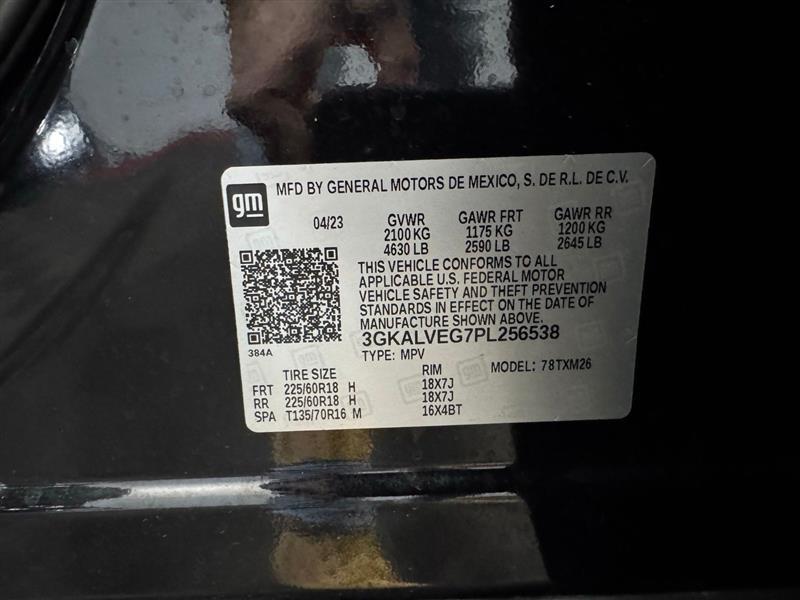 gm
MFD BY GENERAL MOTORS DE MEXICO, S. DE R.L. DE C.V.
04/23 GVWR GAWR FRT GAWR RR
2100 KG 1175 KG 1200 KG
4630 LB 2590 LB 2645 LB
THIS VEHICLE CONFORMS TO ALL
APPLICABLE U.S. FEDERAL MOTOR
VEHICLE SAFETY AND THEFT PREVENTION
STANDARDS IN EFFECT ON THE DATE OF
MANUFACTURE SHOWN ABOVE.
3GKALVEG7PL256538
384A
TYPE: MPV MODEL: 78TXM26
TIRE SIZE RIM
FRT 225/60R18 H 18X7J
RR 225/60R18 H 18X7J
SPA T135/70R16 M 16X4BT